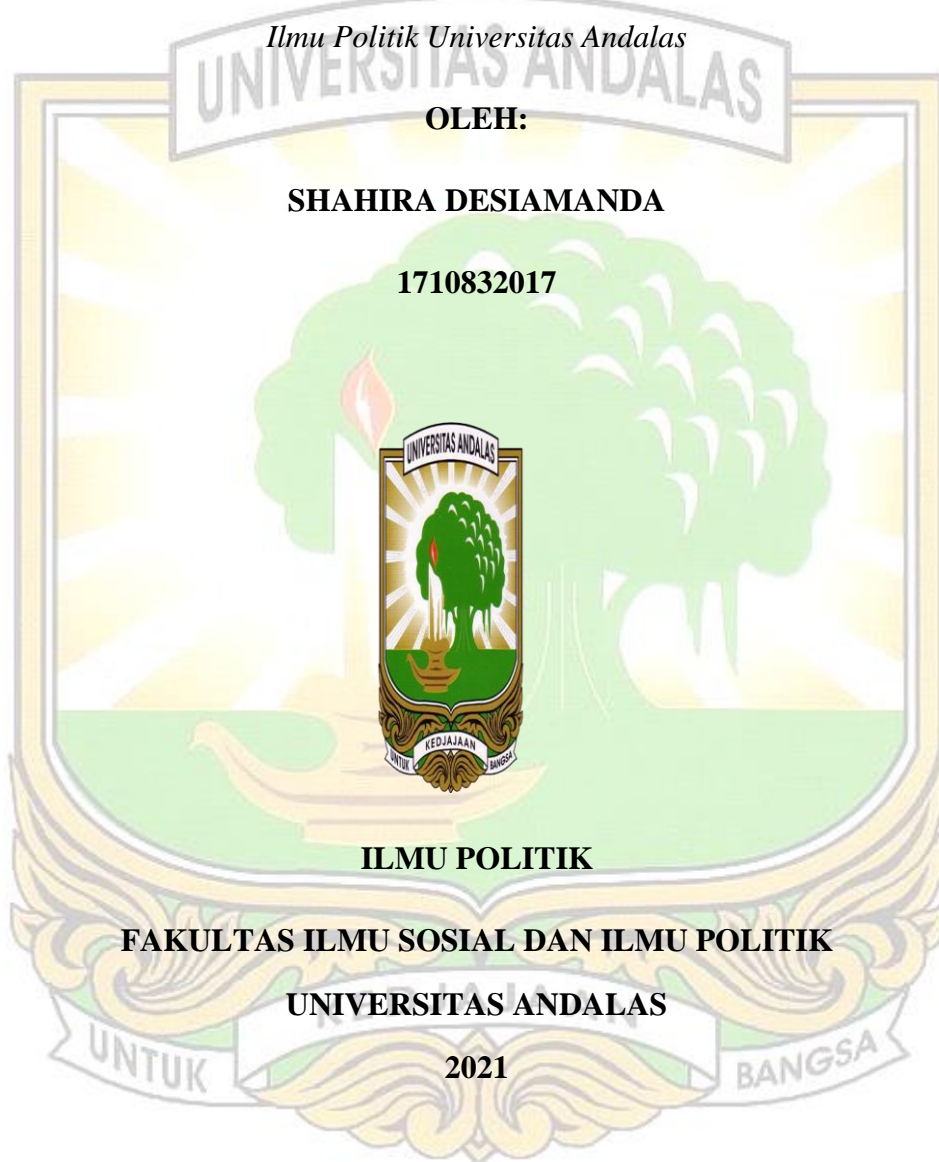 Ilmu Politik Universitas Andalas
UNIVERSITAS ANDALAS
OLEH:
SHAHIRA DESIAMANDA
1710832017
UNIVERSITAS ANDALAS
UNTUK KEDJAJAAN BANGSA
ILMU POLITIK
FAKULTAS ILMU SOSIAL DAN ILMU POLITIK
UNIVERSITAS ANDALAS
KEDJAJAAN
UNTUK BANGSA
2021